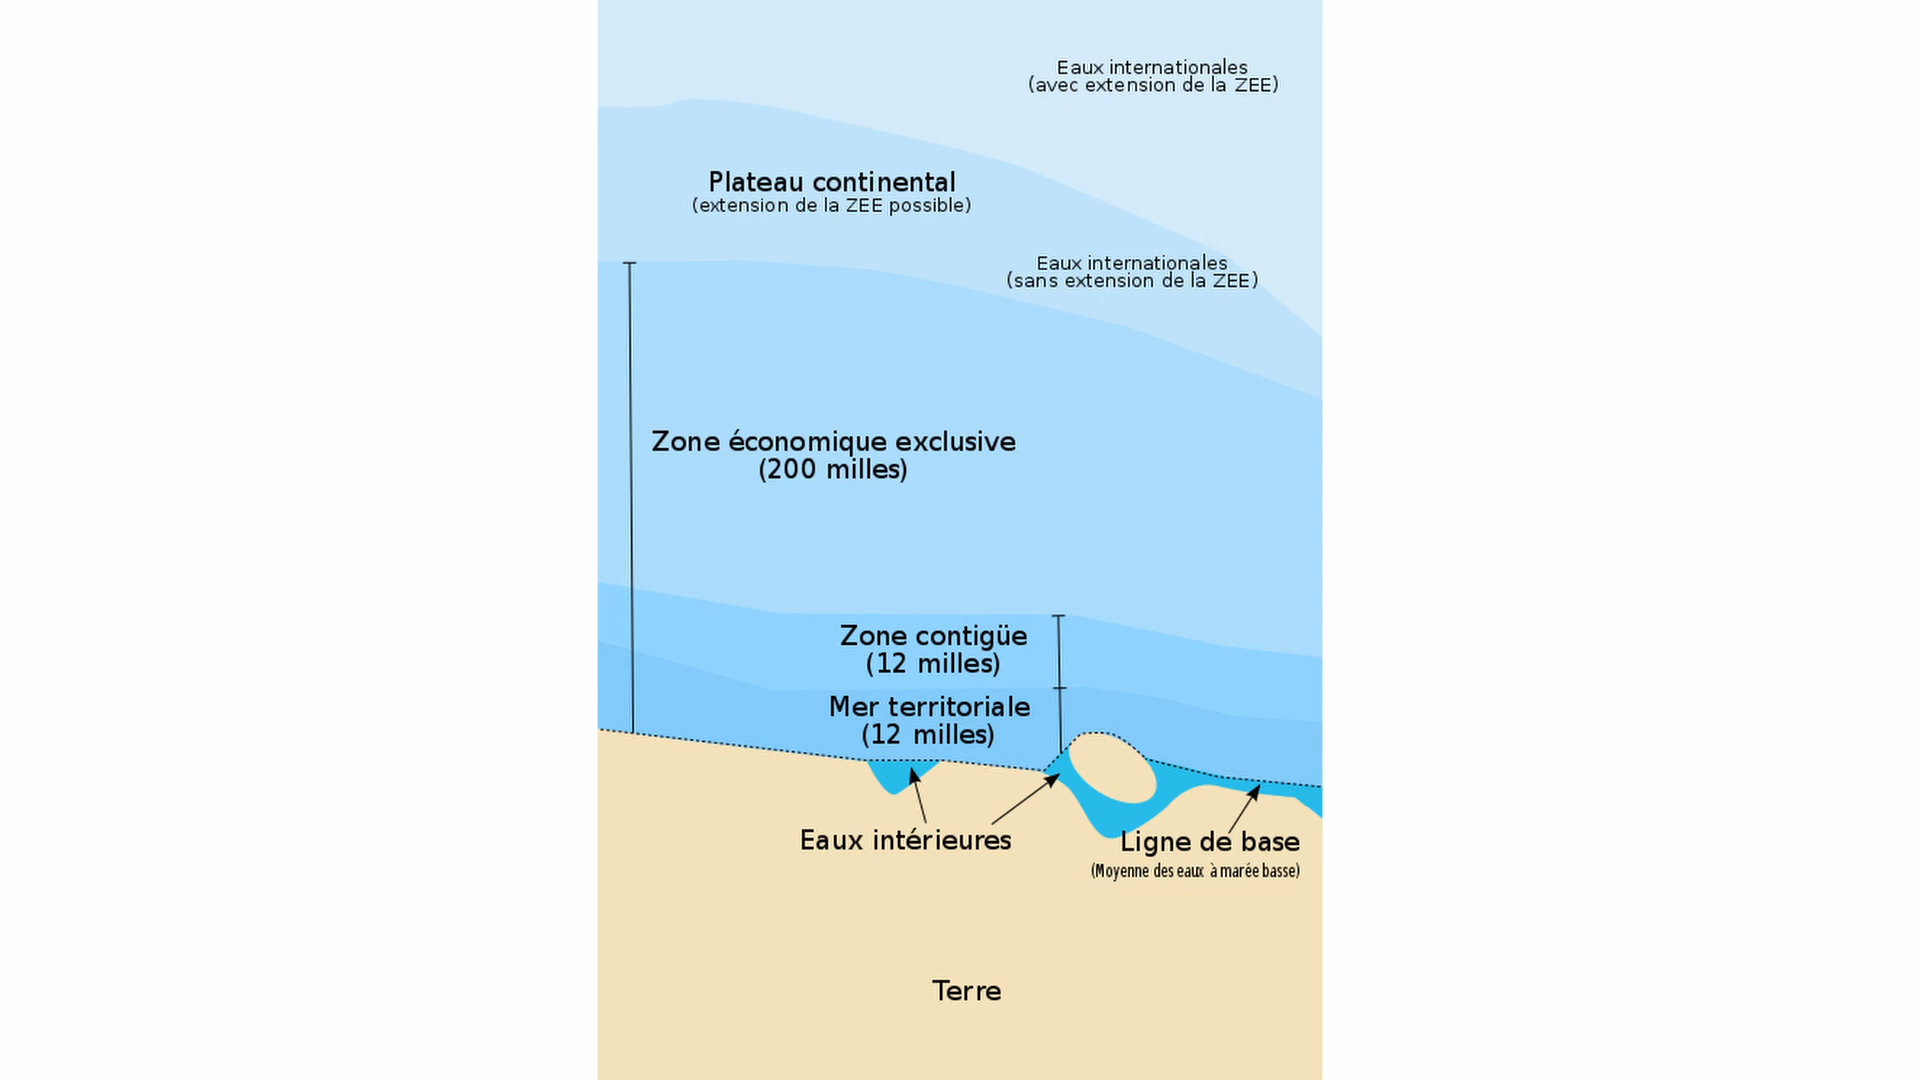 Eaux internationales
(avec extension de la ZEE)
Plateau continental
(extension de la ZEE possible)
Eaux internationales
(sans extension de la ZEE)
Zone économique exclusive
(200 milles)
Zone contigüe
(12 milles)
Mer territoriale
(12 milles)
Eaux intérieures
Ligne de base
(Moyenne des eaux à marée basse)
Terre